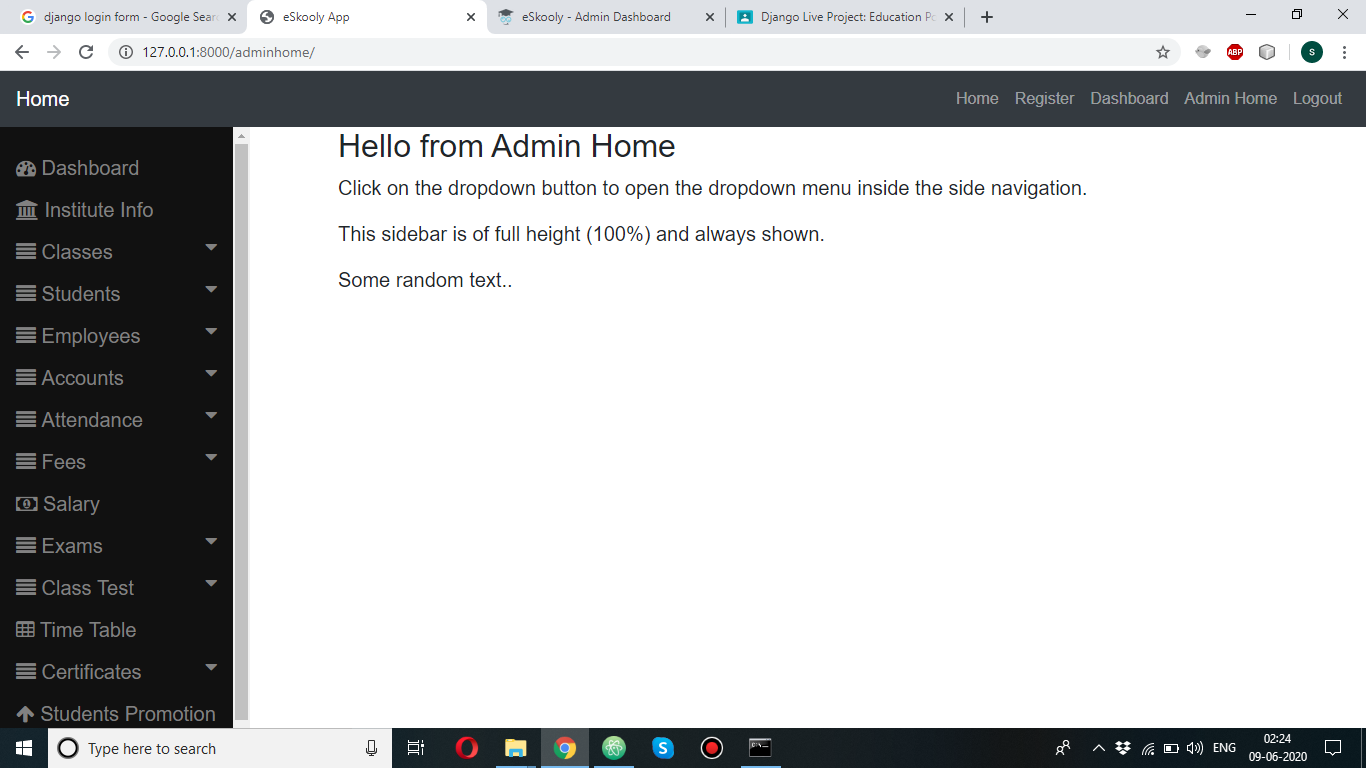 django login form - Google Sear
eSkooly App
eSkooly - Admin Dashboard
Django Live Project: Education Po
127.0.0.1:8000/adminhome/
ABP
S
Home
Home Register Dashboard Admin Home Logout
Dashboard
Institute Info
Classes
Students
Employees
Accounts
Attendance
Fees
Salary
Exams
Class Test
Time Table
Certificates
Students Promotion
Hello from Admin Home
Click on the dropdown button to open the dropdown menu inside the side navigation.
This sidebar is of full height (100%) and always shown.
Some random text..
Type here to search
ENG
02:24
09-06-2020